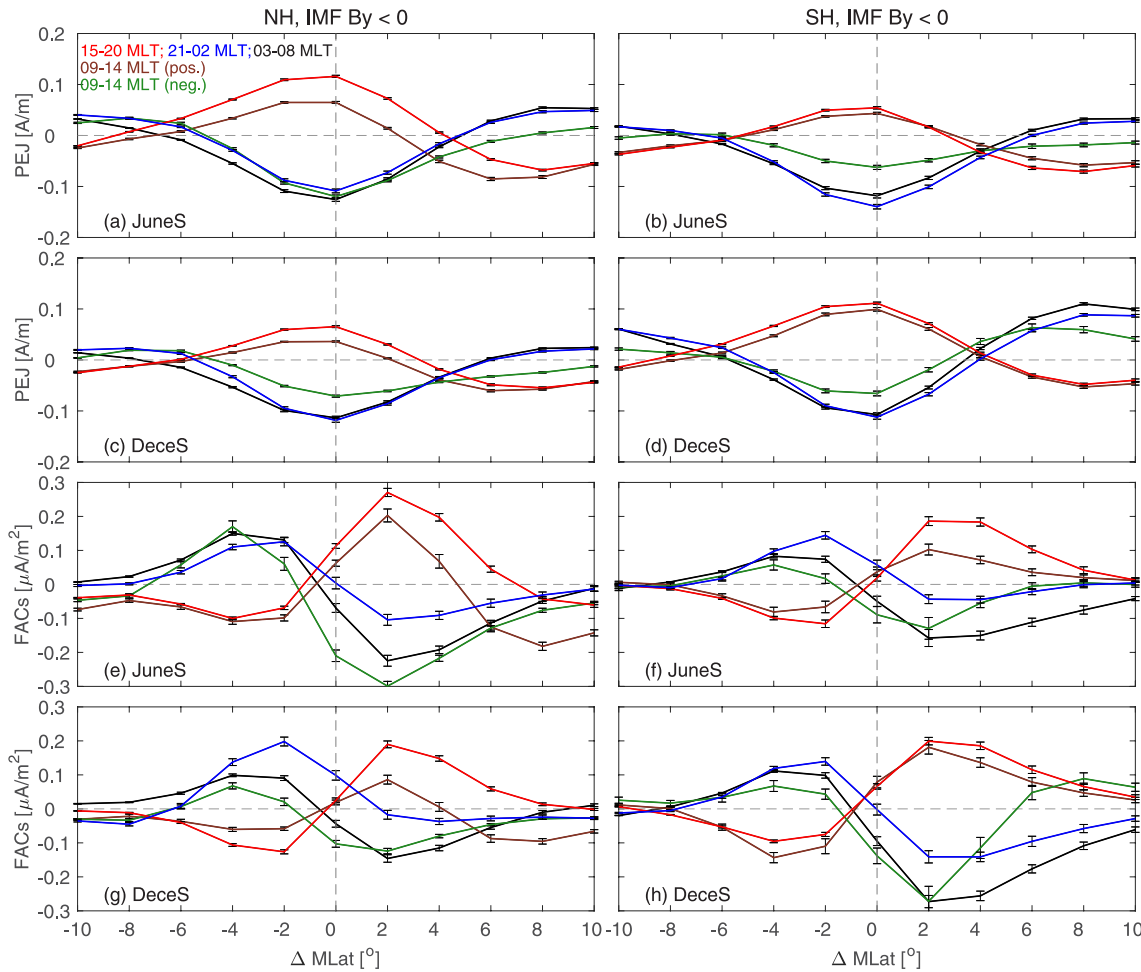 NH, IMF By < 0
SH, IMF By < 0
0.2
0.1
0
-0.1
0.2
PEJ [A/m]
15-20 MLT; 21-02 MLT; 03-08 MLT
09-14 MLT (pos.)
09-14 MLT (neg.)
(a) JuneS
(b) JuneS
0.1
0
-0.1
-0.2
PEJ [A/m]
(c) DeceS
(d) DeceS
0.3
0.2
0.1
0
-0.1
-0.2
-0.3
FACs [μA/m²]
(e) JuneS
(f) JuneS
0.2
0.1
0
-0.1
-0.2
-0.3
FACs [μA/m²]
(g) DeceS
(h) DeceS
-10 -8 -6 -4 -2 0 2 4 6 8 10
-10 -8 -6 -4 -2 0 2 4 6 8 10
Δ MLat [°]
Δ MLat [°]